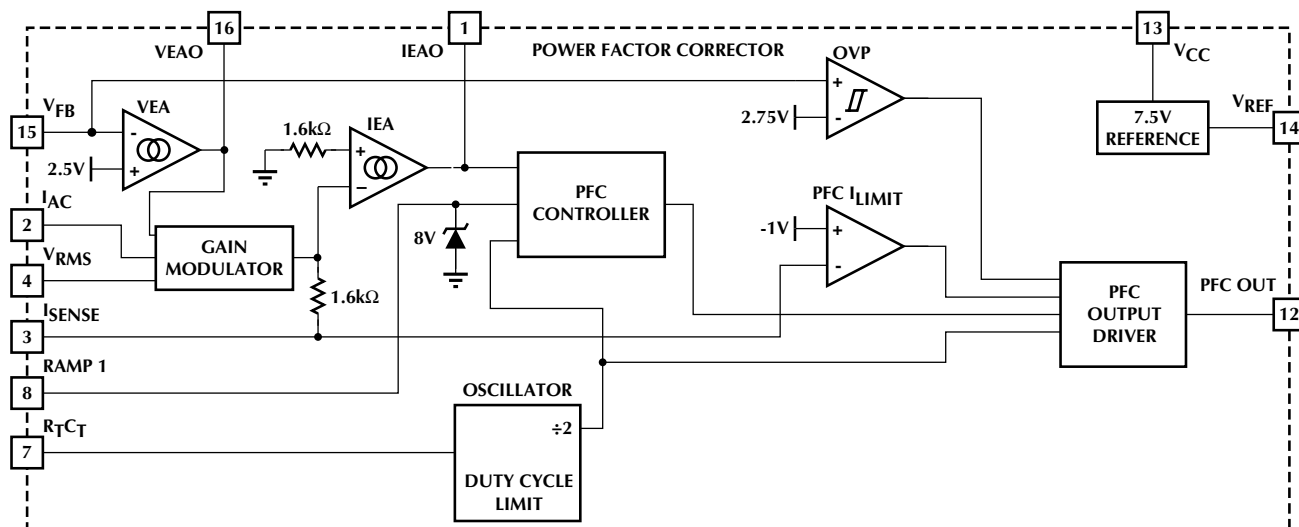 16
1
13
VEAO
IEAO
POWER FACTOR CORRECTOR
OVP
VCC
VFB
VEA
+
-
2.75V
VREF
15
-
+
2.5V
1.6kΩ
IEA
+
−
7.5V
REFERENCE
14
IAC
2
VRMS
4
GAIN
MODULATOR
8V
PFC
CONTROLLER
PFC ILIMIT
-1V
+
-
1.6kΩ
ISENSE
3
PFC
OUTPUT
DRIVER
PFC OUT
12
RAMP 1
8
OSCILLATOR
RTCT
7
÷2
DUTY CYCLE
LIMIT